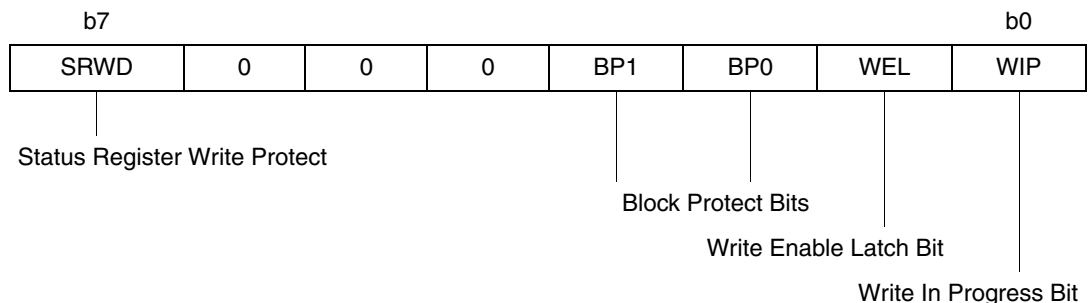 b7 b0
SRWD 0 0 0 BP1 BP0 WEL WIP
Status Register Write Protect
Block Protect Bits
Write Enable Latch Bit
Write In Progress Bit